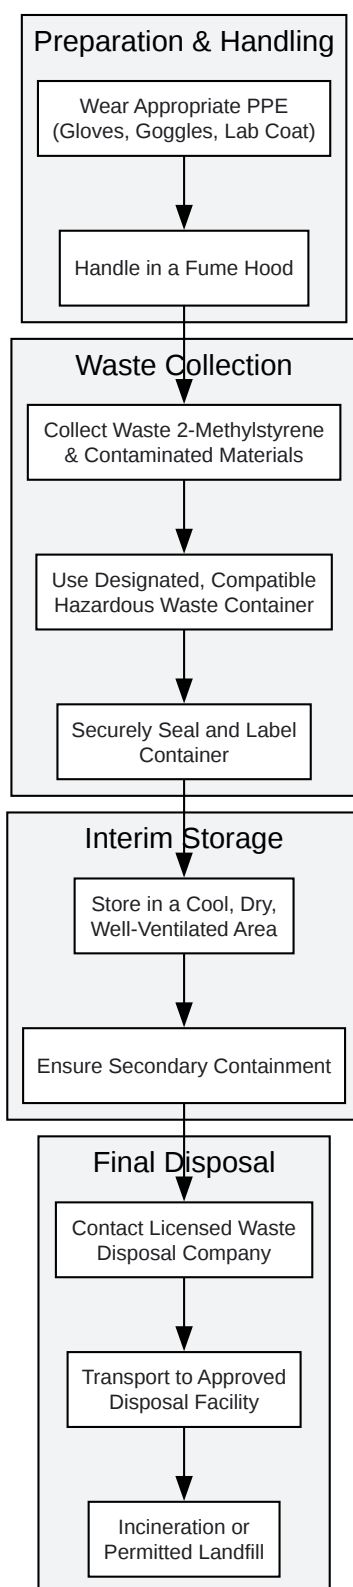 Preparation & Handling
Wear Appropriate PPE
(Gloves, Goggles, Lab Coat)
Handle in a Fume Hood
Waste Collection
Collect Waste 2-Methylstyrene
& Contaminated Materials
Use Designated, Compatible
Hazardous Waste Container
Securely Seal and Label
Container
Interim Storage
Store in a Cool, Dry,
Well-Ventilated Area
Ensure Secondary Containment
Final Disposal
Contact Licensed Waste
Disposal Company
Transport to Approved
Disposal Facility
Incineration or
Permitted Landfill